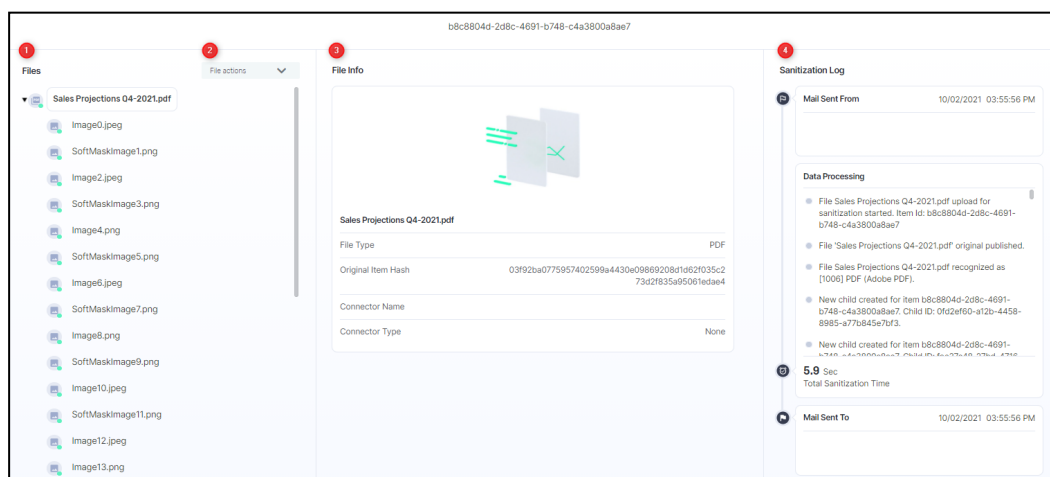 b8c8804d-2d8c-4691-b748-c4a3800a8ae7
1
Files
2
File actions
Sales Projections Q4-2021.pdf
Image0.jpeg
SoftMaskImage1.png
Image2.jpeg
SoftMaskImage3.png
Image4.png
SoftMaskImage5.png
Image6.jpeg
SoftMaskImage7.png
Image8.png
SoftMaskImage9.png
Image10.jpeg
SoftMaskImage11.png
Image12.jpeg
Image13.png
3
File Info
Sales Projections Q4-2021.pdf
File Type PDF
Original Item Hash 03f92ba0775957402599a4430e09869208d1d62f035c2
73d2f835a95061edae4
Connector Name
Connector Type None
4
Sanitization Log
Mail Sent From 10/02/2021 03:55:56 PM
Data Processing
File Sales Projections Q4-2021.pdf upload for
sanitization started. Item Id: b8c8804d-2d8c-4691-
b748-c4a3800a8ae7
File 'Sales Projections Q4-2021.pdf' original published.
File Sales Projections Q4-2021.pdf recognized as
[1006] PDF (Adobe PDF).
New child created for item b8c8804d-2d8c-4691-
b748-c4a3800a8ae7. Child ID: 0fd2ef60-a12b-4458-
8985-a77b845e7bf3.
New child created for item b8c8804d-2d8c-4691-
5.9 Sec
Total Sanitization Time
Mail Sent To 10/02/2021 03:55:56 PM